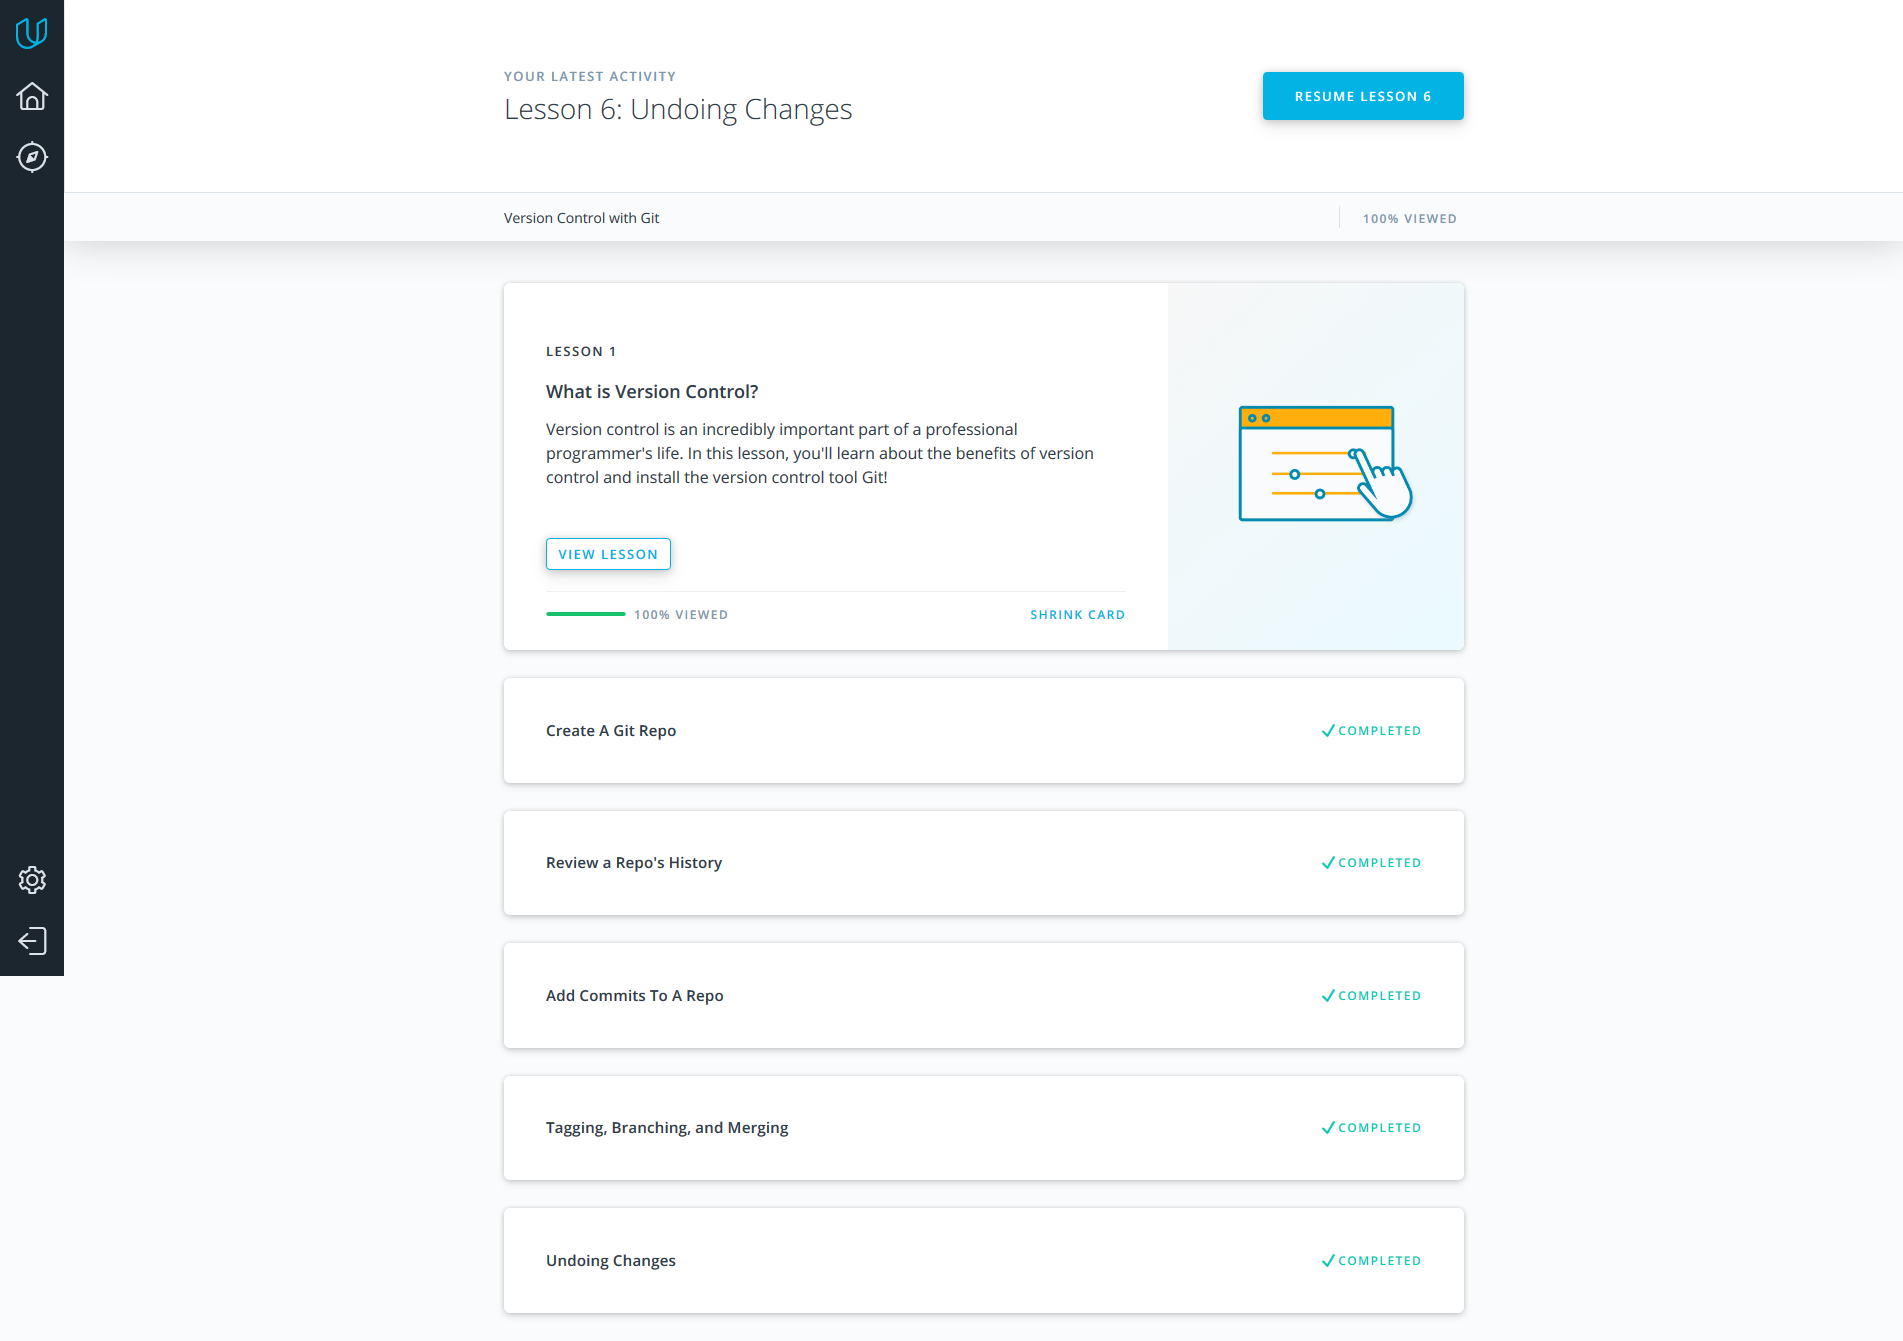 YOUR LATEST ACTIVITY
Lesson 6: Undoing Changes
RESUME LESSON 6
Version Control with Git
100% VIEWED
LESSON 1
What is Version Control?
Version control is an incredibly important part of a professional
programmer's life. In this lesson, you'll learn about the benefits of version
control and install the version control tool Git!
VIEW LESSON
100% VIEWED
SHRINK CARD
Create A Git Repo
COMPLETED
Review a Repo's History
COMPLETED
Add Commits To A Repo
COMPLETED
Tagging, Branching, and Merging
COMPLETED
Undoing Changes
COMPLETED